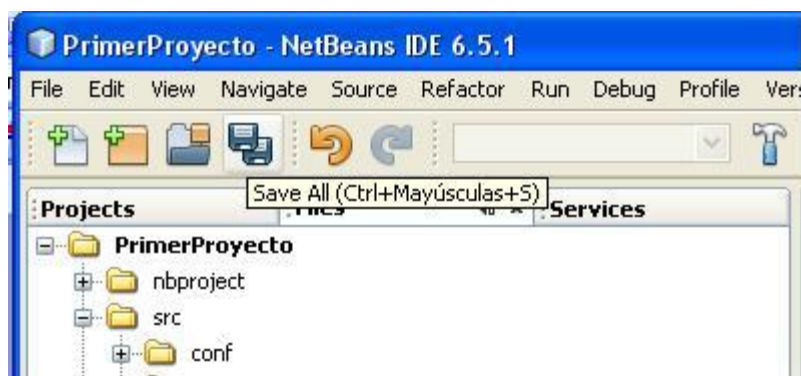 PrimerProyecto - NetBeans IDE 6.5.1
File Edit View Navigate Source Refactor Run Debug Profile
Save All (Ctrl+Mayúsculas+S)
Projects Services
PrimerProyecto
nbproject
src
conf